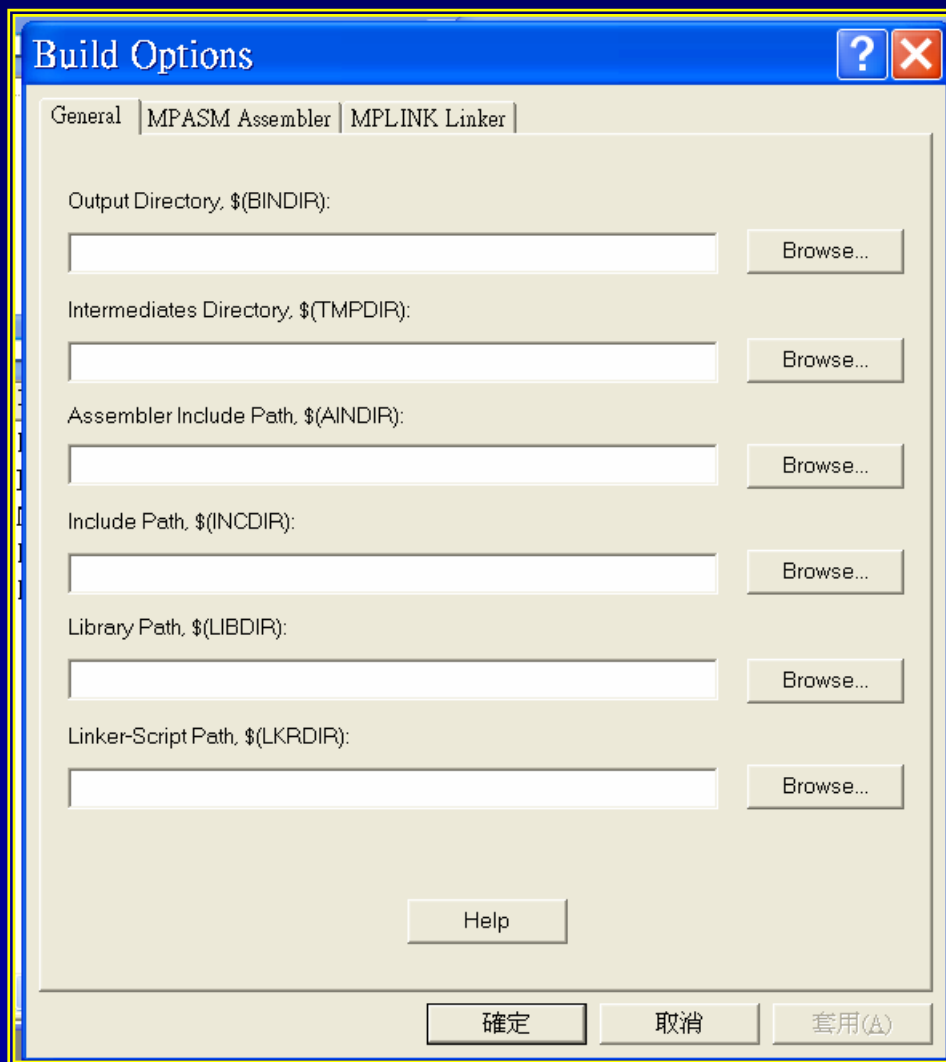 Build Options
General MPASM Assembler MPLINK Linker
Output Directory, $(BINDIR):
Browse...
Intermediates Directory, $(TMPDIR):
Browse...
Assembler Include Path, $(AINDIR):
Browse...
Include Path, $(INCDIR):
Browse...
Library Path, $(LIBDIR):
Browse...
Linker-Script Path, $(LKRDIR):
Browse...
Help
確定 取消 套用(A)